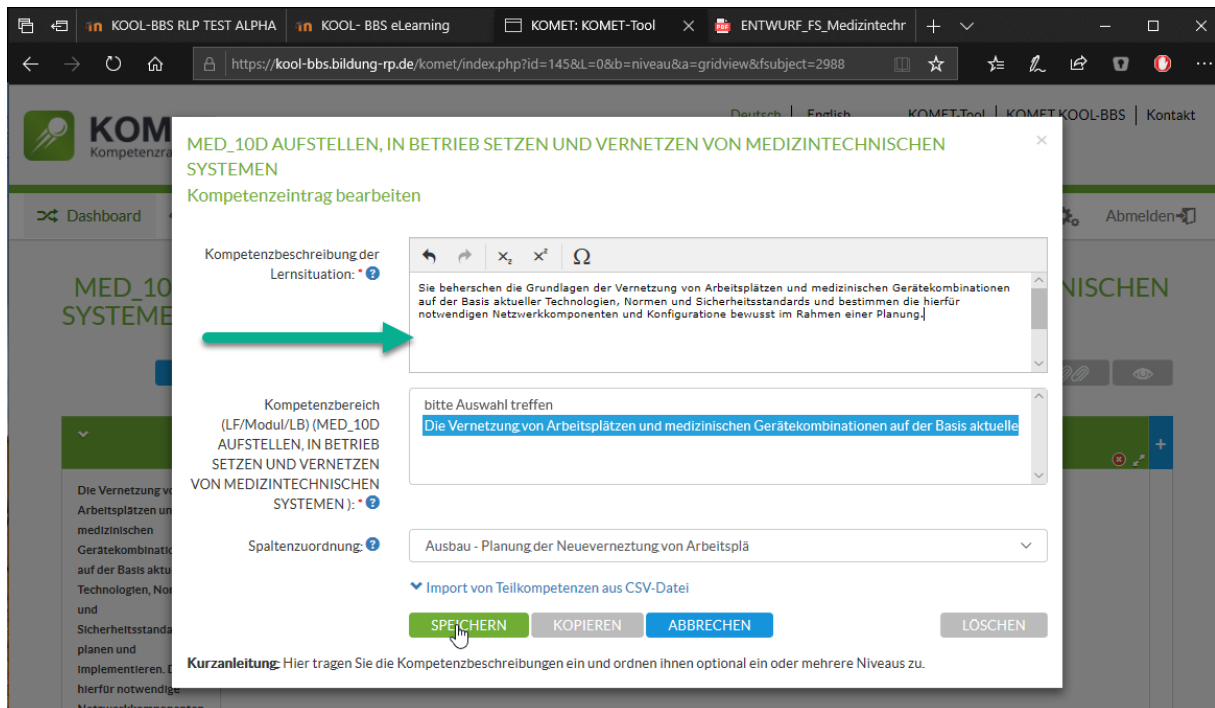 KOOL-BBS RLP TEST ALPHA
KOOL- BBS eLearning
KOMET: KOMET-Tool
ENTWURF_FS_Medizintechr
https://kool-bbs.bildung-rp.de/komet/index.php?id=145&L=0&b=niveau&a=gridview&fsubject=2988
Deutsch | English
KOMET-Tool | KOMET KOOL-BBS | Kontakt
KOM
Kompetenzra
Dashboard
Abmelden
MED_10
SYSTEME
NISCHEN
MED_10D AUFSTELLEN, IN BETRIEB SETZEN UND VERNETZEN VON MEDIZINTECHNISCHEN
SYSTEMEN
Kompetenzeintrag bearbeiten
Kompetenzbeschreibung der
Lernsituation: *
Sie beherschen die Grundlagen der Vernetzung von Arbeitsplätzen und medizinischen Gerätekombinationen
auf der Basis aktueller Technologien, Normen und Sicherheitsstandards und bestimmen die hierfür
notwendigen Netzwerkkomponenten und Konfiguratione bewusst im Rahmen einer Planung.
Kompetenzbereich
(LF/Modul/LB) (MED_10D
AUFSTELLEN, IN BETRIEB
SETZEN UND VERNETZEN
VON MEDIZINTECHNISCHEN
SYSTEMEN ): *
bitte Auswahl treffen
Die Vernetzung von Arbeitsplätzen und medizinischen Gerätekombinationen auf der Basis aktuelle
Spaltenzuordnung:
Ausbau - Planung der Neueverneztung von Arbeitsplä
Import von Teilkompetenzen aus CSV-Datei
SPEICHERN
KOPIEREN
ABBRECHEN
LÖSCHEN
Kurzanleitung: Hier tragen Sie die Kompetenzbeschreibungen ein und ordnen ihnen optional ein oder mehrere Niveaus zu.
Die Vernetzung vo
Arbeitsplätzen un
medizinischen
Gerätekombinatio
auf der Basis aktu
Technologien, Nor
und
Sicherheitsstanda
planen und
implementieren. D
hierfür notwendige